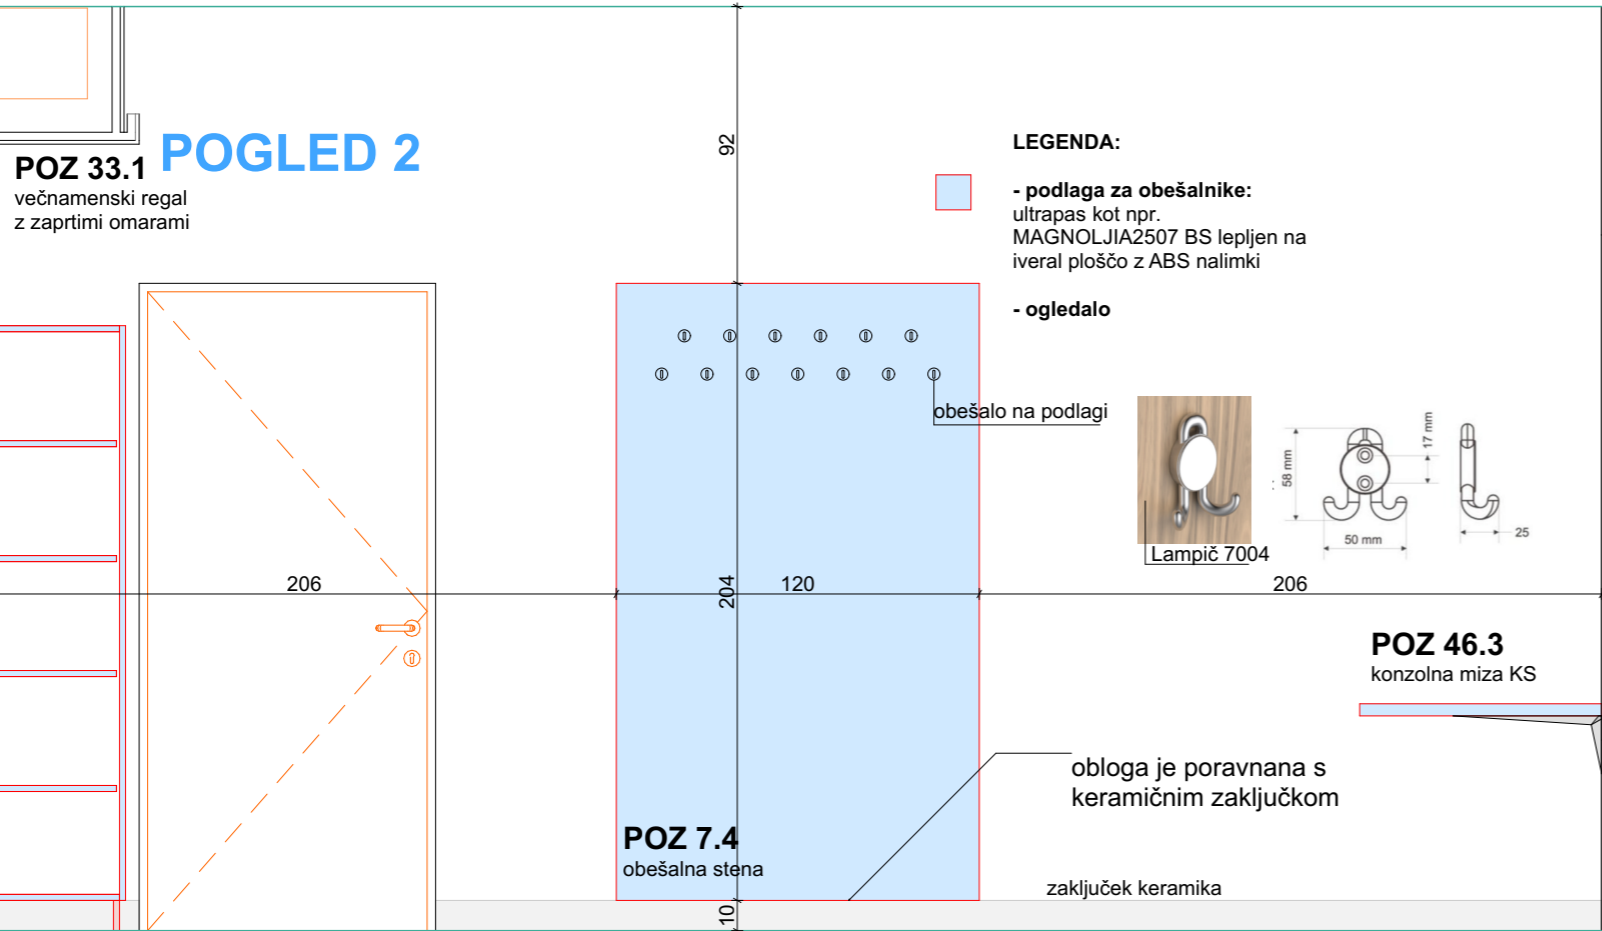 POGLED 2
POZ 33.1
večnamenski regal
z zaprtimi omarami
92
LEGENDA:
- podlaga za obešalnike:
ultrapas kot npr.
MAGNOLJIA2507 BS lepljen na
iveral ploščo z ABS nalimki
- ogledalo
obešalo na podlagi
Lampič 7004
58 mm
17 mm
50 mm
25
206
204
120
206
POZ 46.3
konzolna miza KS
obloga je poravnana s
keramičnim zaključkom
POZ 7.4
obešalna stena
zaključek keramika
10